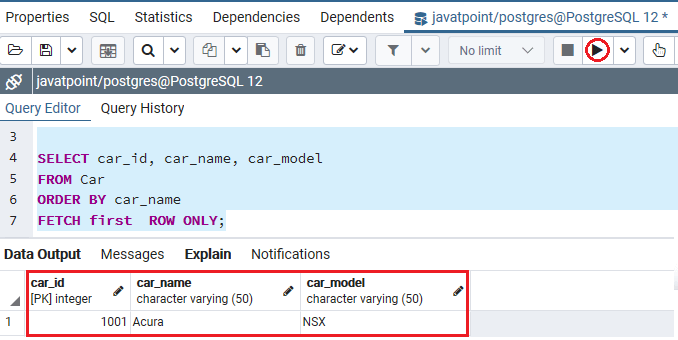 Properties SQL Statistics Dependencies Dependents javatpoint/postgres@PostgreSQL 12 *
No limit
javatpoint/postgres@PostgreSQL 12
Query Editor Query History
3
4 SELECT car_id, car_name, car_model
5 FROM Car
6 ORDER BY car_name
7 FETCH first  ROW ONLY;
Data Output Messages Explain Notifications
car_id car_name car_model
[PK] integer character varying (50) character varying (50)
1 1001 Acura NSX